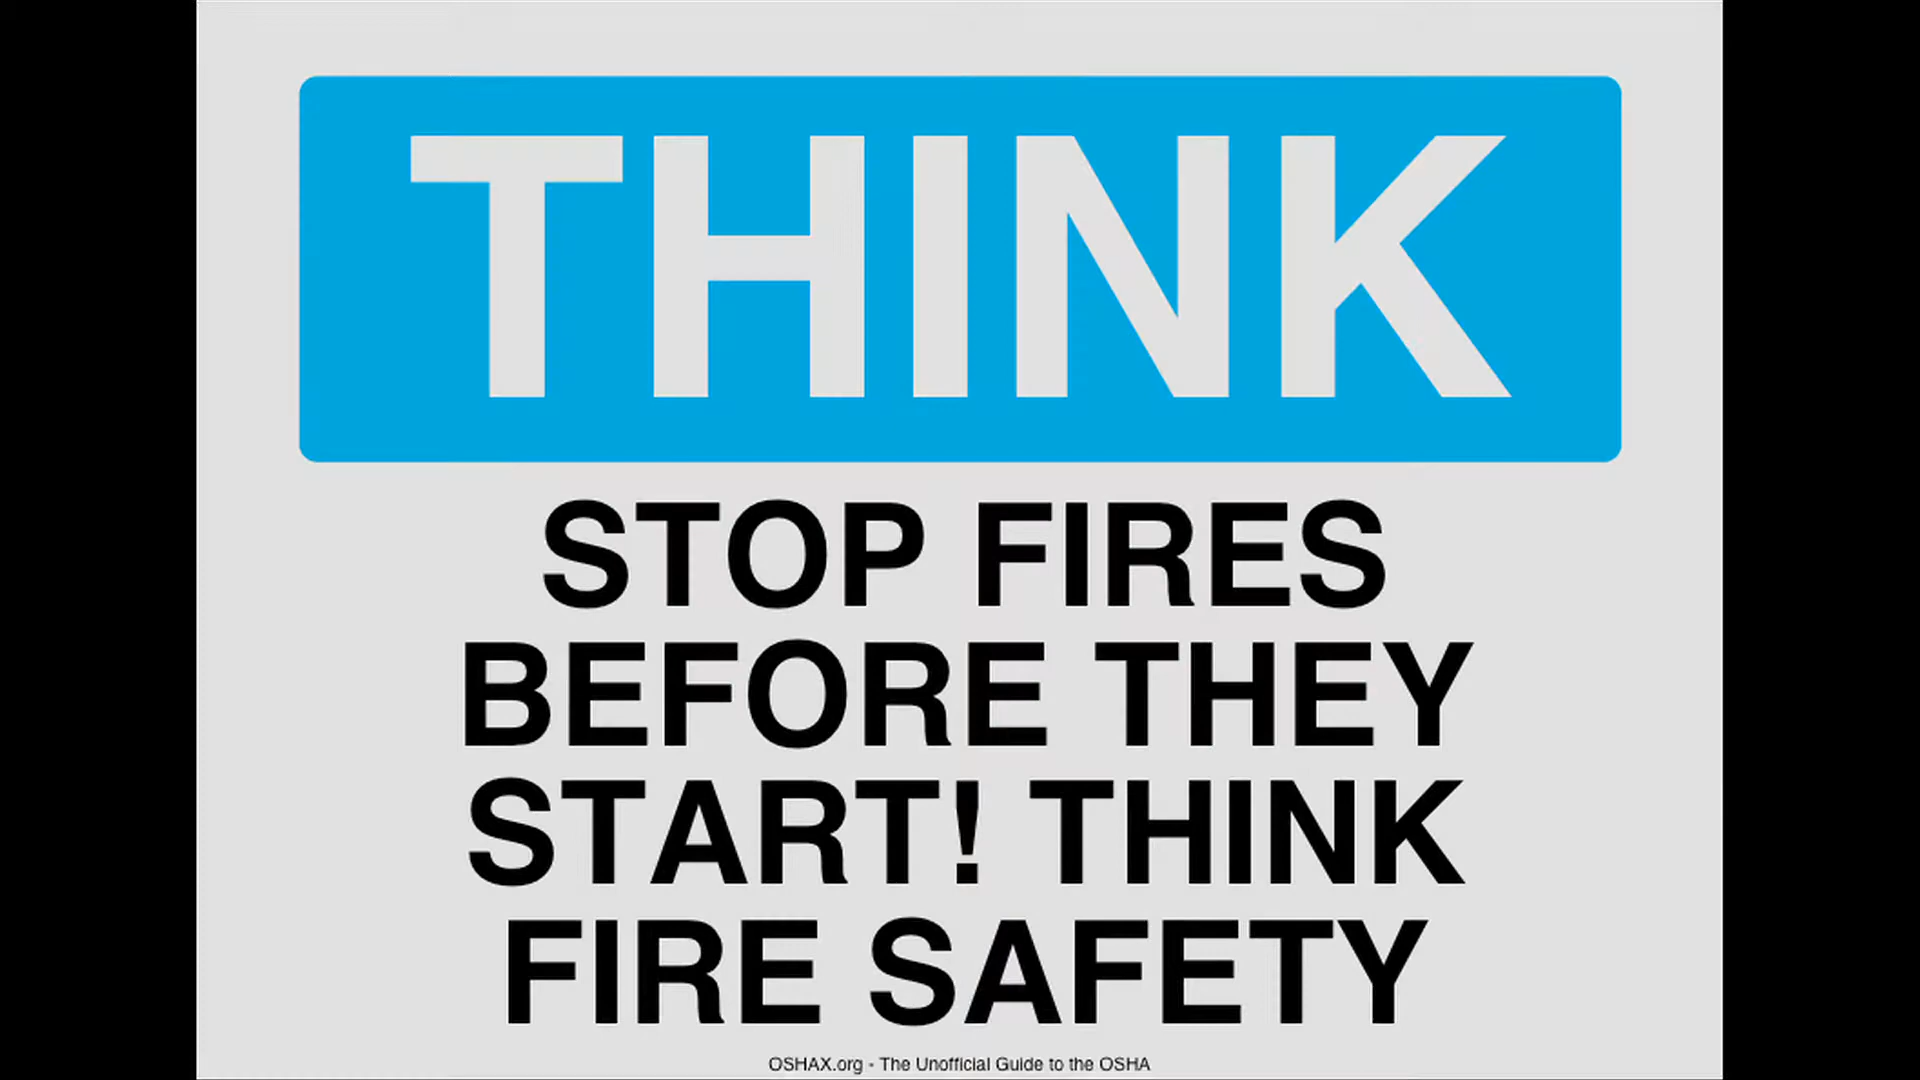 THINK
STOP FIRES
BEFORE THEY
START! THINK
FIRE SAFETY
OSHAX.org - The Unofficial Guide to the OSHA